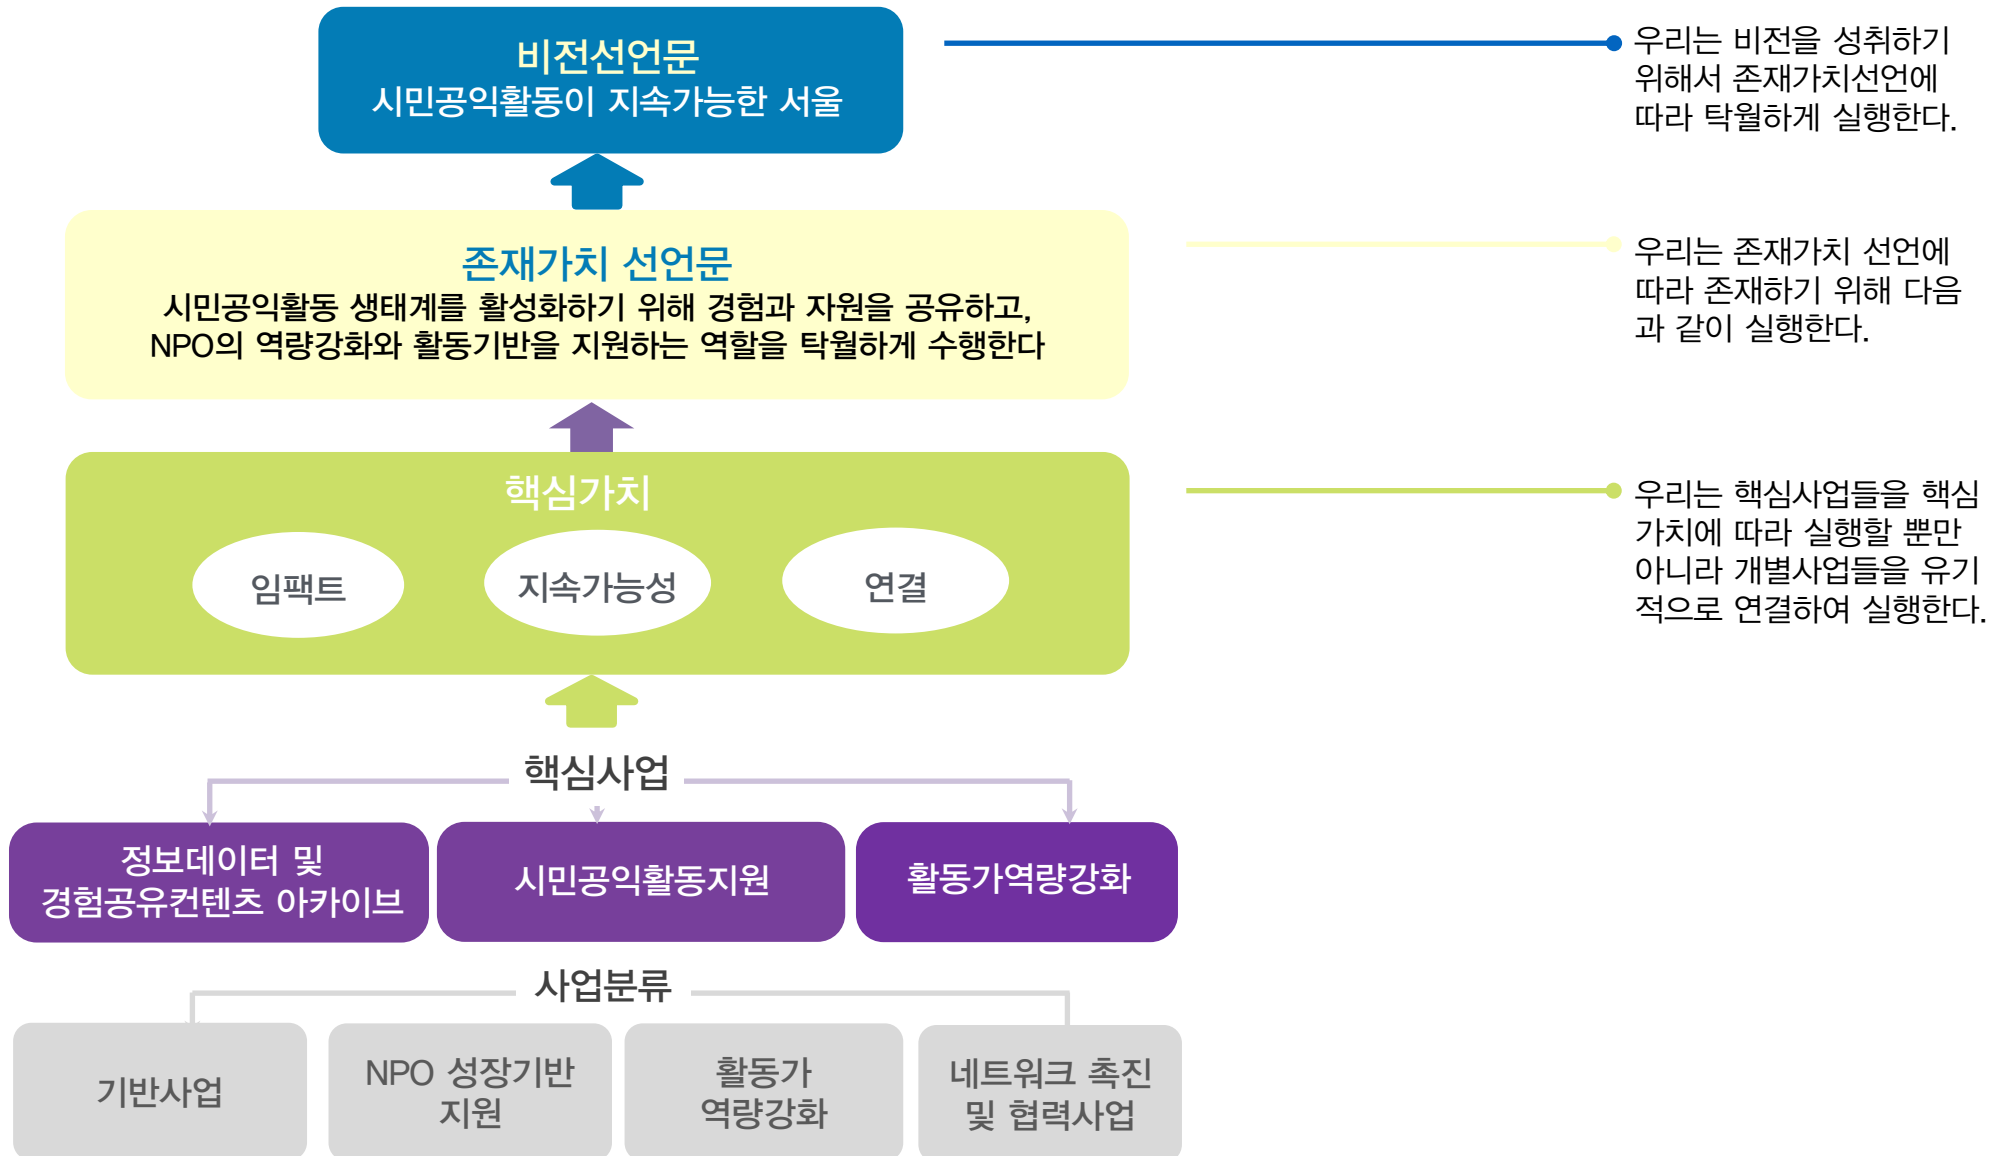 비전선언문
시민공익활동이 지속가능한 서울
우리는 비전을 성취하기
위해서 존재가치선언에
따라 탁월하게 실행한다.
존재가치 선언문
시민공익활동 생태계를 활성화하기 위해 경험과 자원을 공유하고,
NPO의 역량강화와 활동기반을 지원하는 역할을 탁월하게 수행한다
우리는 존재가치 선언에
따라 존재하기 위해 다음
과 같이 실행한다.
핵심가치
임팩트
지속가능성
연결
우리는 핵심사업들을 핵심
가치에 따라 실행할 뿐만
아니라 개별사업들을 유기
적으로 연결하여 실행한다.
핵심사업
정보데이터 및
경험공유컨텐츠 아카이브
시민공익활동지원
활동가역량강화
사업분류
기반사업
NPO 성장기반
지원
활동가
역량강화
네트워크 촉진
및 협력사업